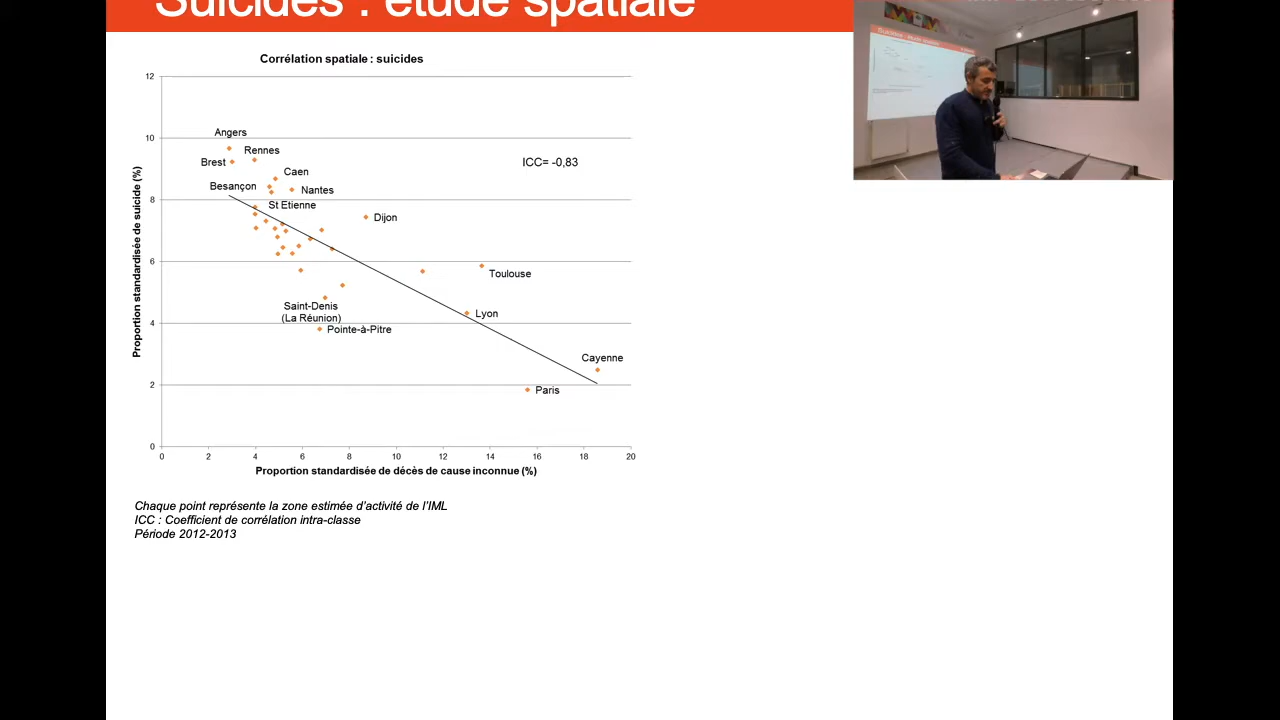 Suicides : étude spatiale
Corrélation spatiale : suicides
12
10
8
6
4
2
0
Proportion standardisée de suicide (%)
Angers
Rennes
Brest
Caen
Besançon
Nantes
St Etienne
Dijon
ICC= -0,83
Toulouse
Saint-Denis
(La Réunion)
Lyon
Pointe-à-Pitre
Cayenne
Paris
0 2 4 6 8 10 12 14 16 18 20
Proportion standardisée de décès de cause inconnue (%)
Chaque point représente la zone estimée d’activité de l’IML
ICC : Coefficient de corrélation intra-classe
Période 2012-2013
Suicides : étude spatiale